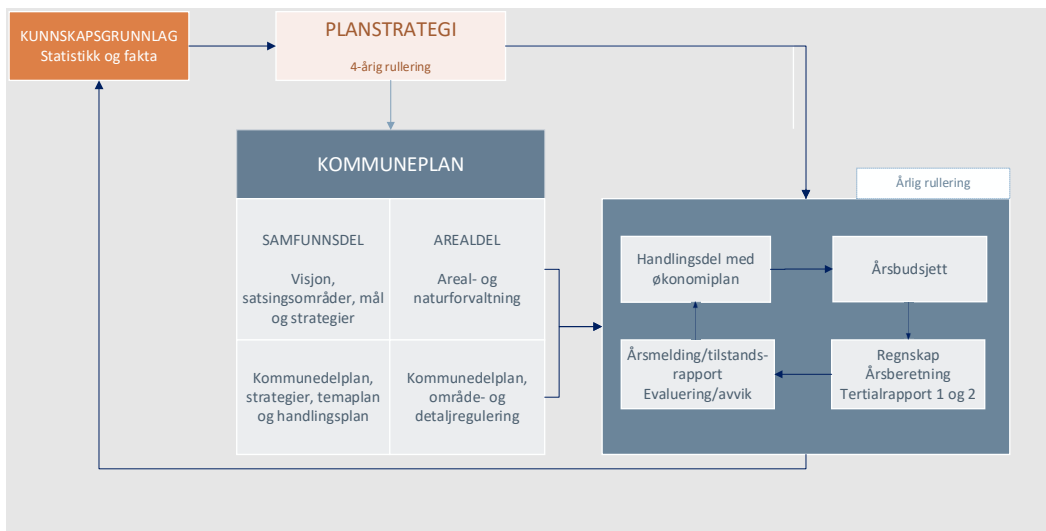 KUNNSKAPSGRUNNLAG
Statistikk og fakta
PLANSTRATEGI
4-årig rullering
KOMMUNEPLAN
SAMFUNNSDEL
Visjon,
satsingsområder, mål
og strategier
AREALDEL
Areal- og
naturforvaltning
Kommunedelplan,
strategier, temaplan
og handlingsplan
Kommunedelplan,
område- og
detaljregulering
Årlig rullering
Handlingsdel med
økonomiplan
Årsbudsjett
Årsmelding/tilstands-
rapport
Evaluering/avvik
Regnskap
Årsberetning
Tertialrapport 1 og 2